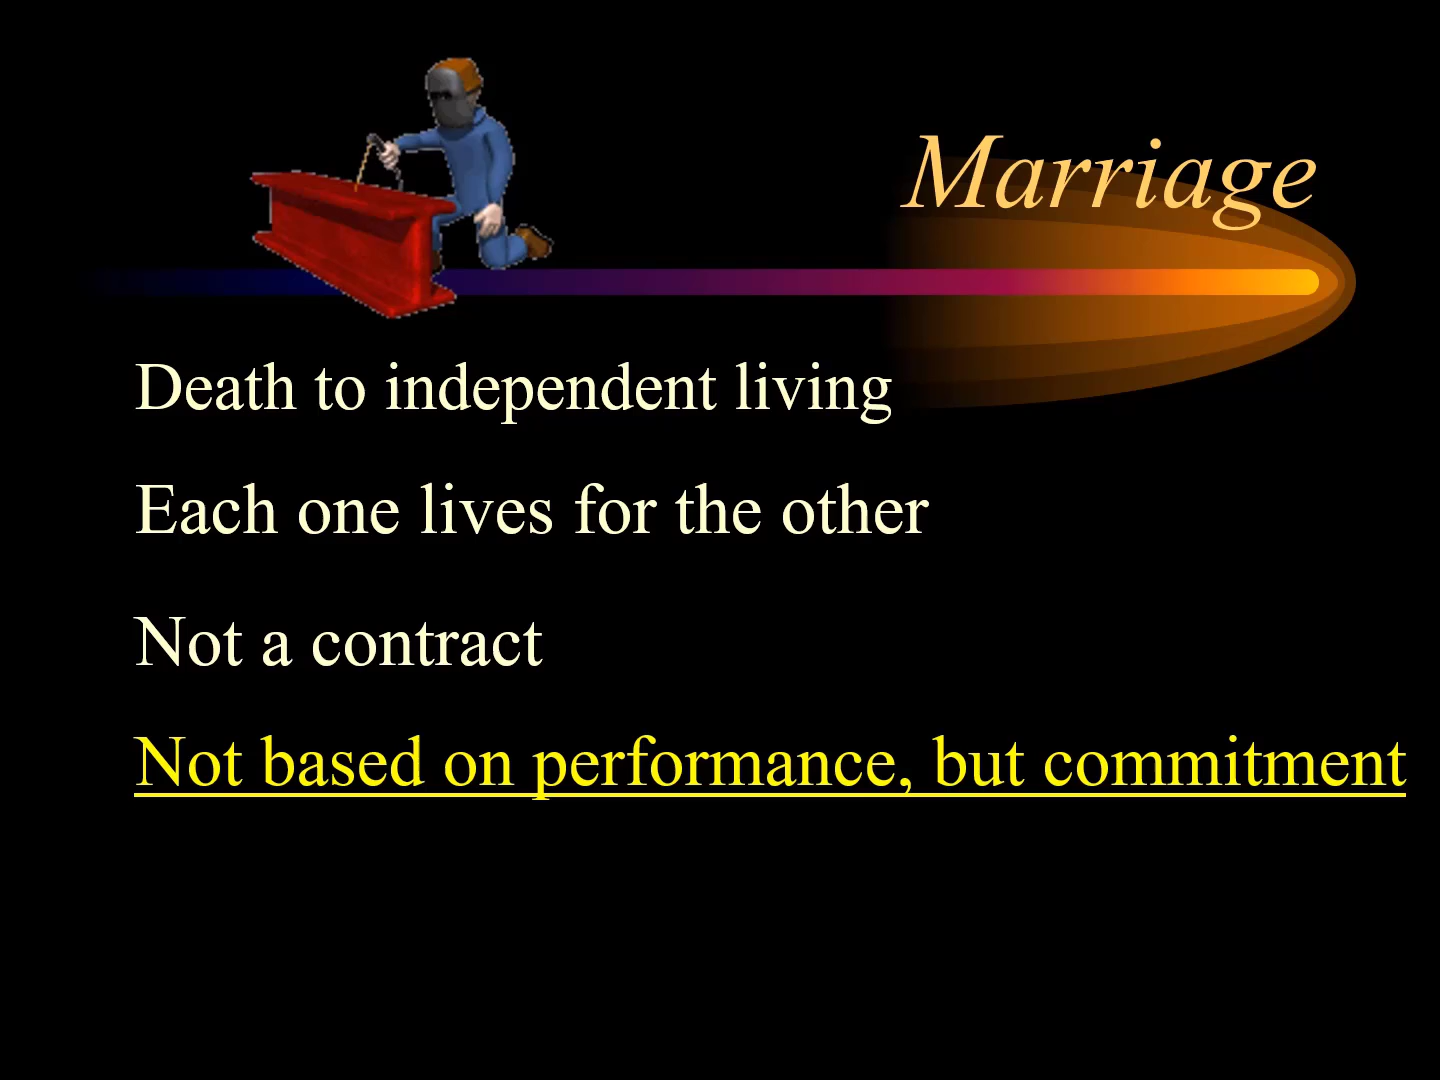 Marriage
Death to independent living
Each one lives for the other
Not a contract
Not based on performance, but commitment